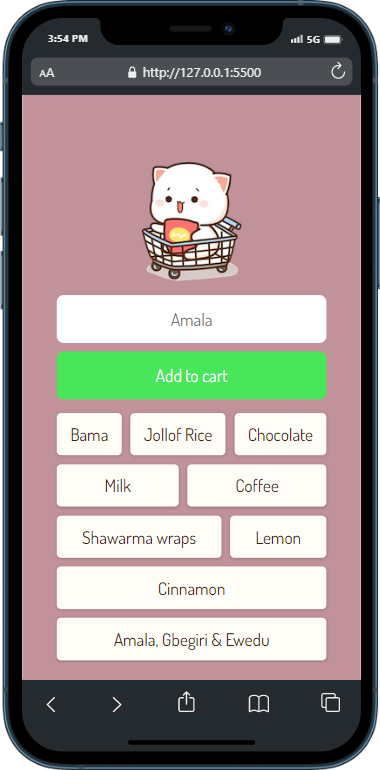 3:54 PM 5G
AA http://127.0.0.1:5500
Amala
Add to cart
Bama Jollof Rice Chocolate
Milk Coffee
Shawarma wraps Lemon
Cinnamon
Amala, Gbegiri & Ewedu